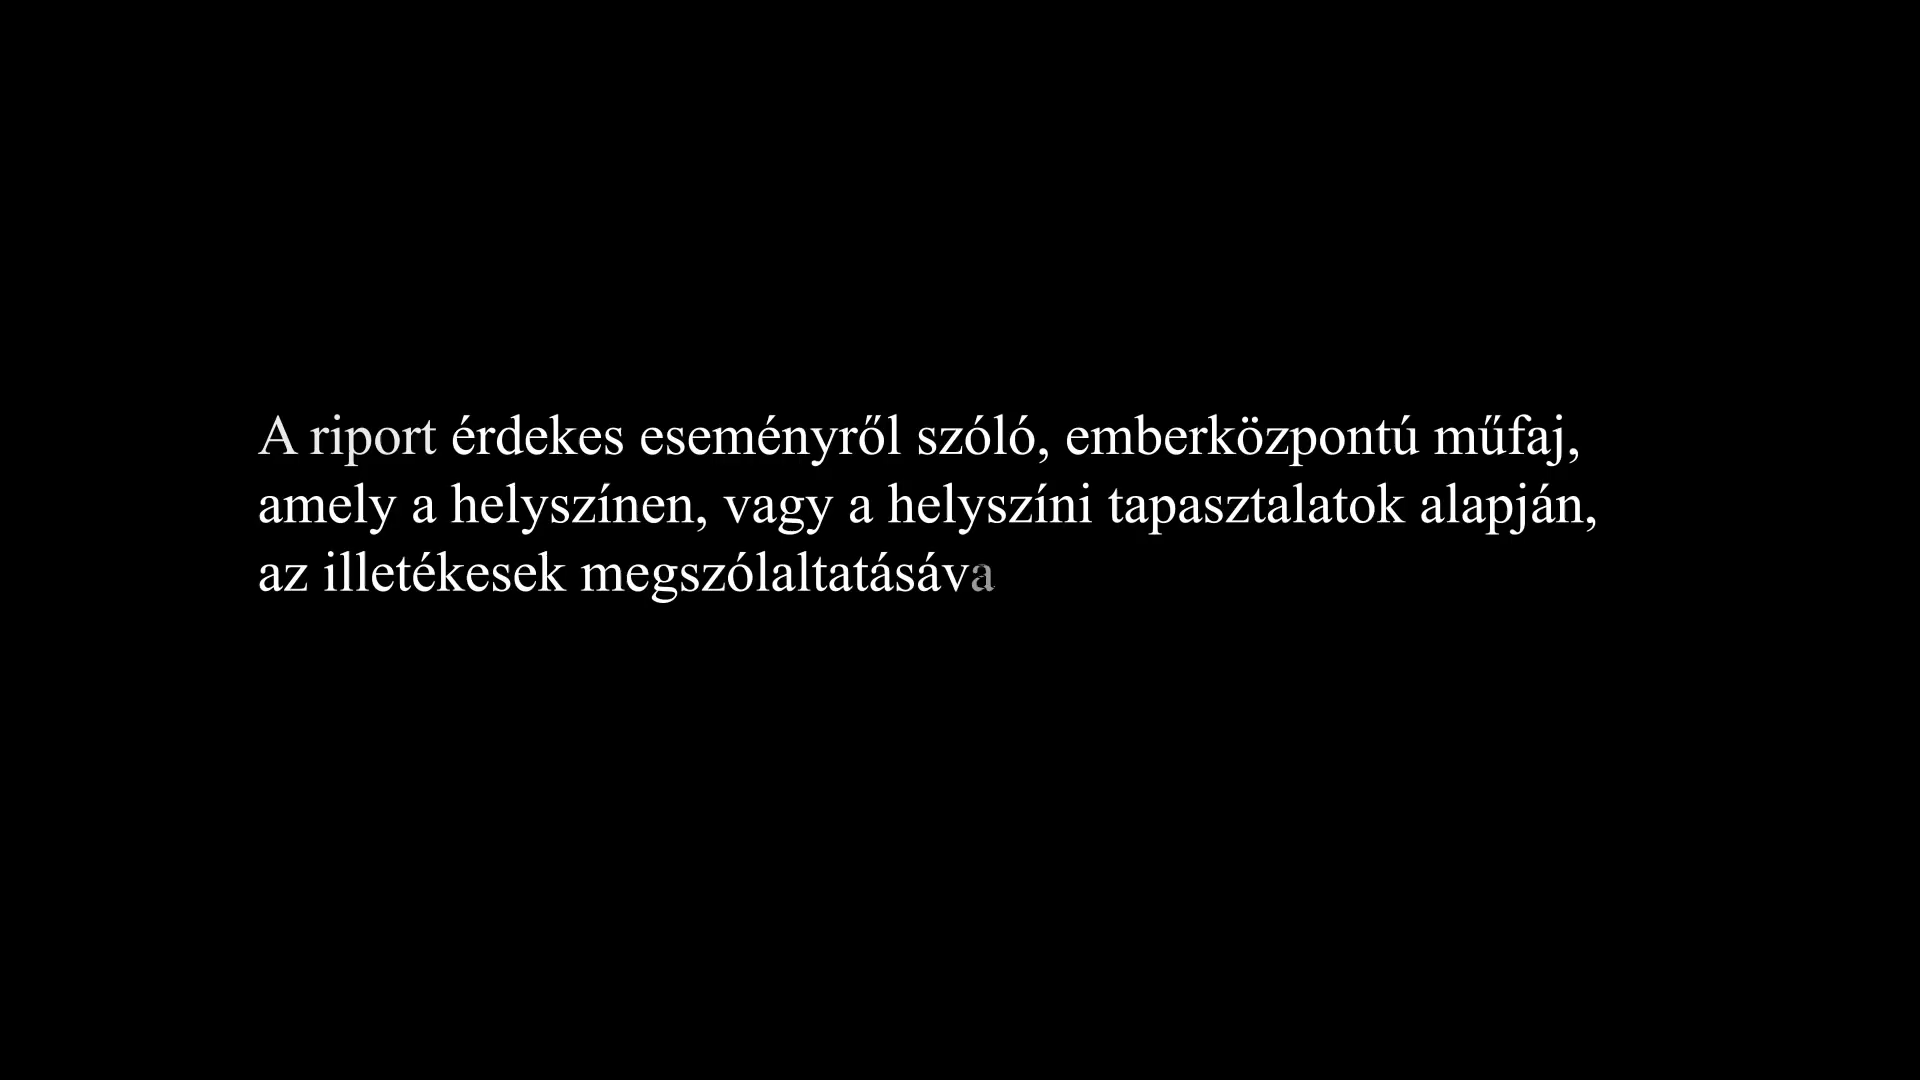 A riport érdekes eseményről szóló, emberközpontú műfaj,
amely a helyszínen, vagy a helyszíni tapasztalatok alapján,
az illetékesek megszólaltatásáva